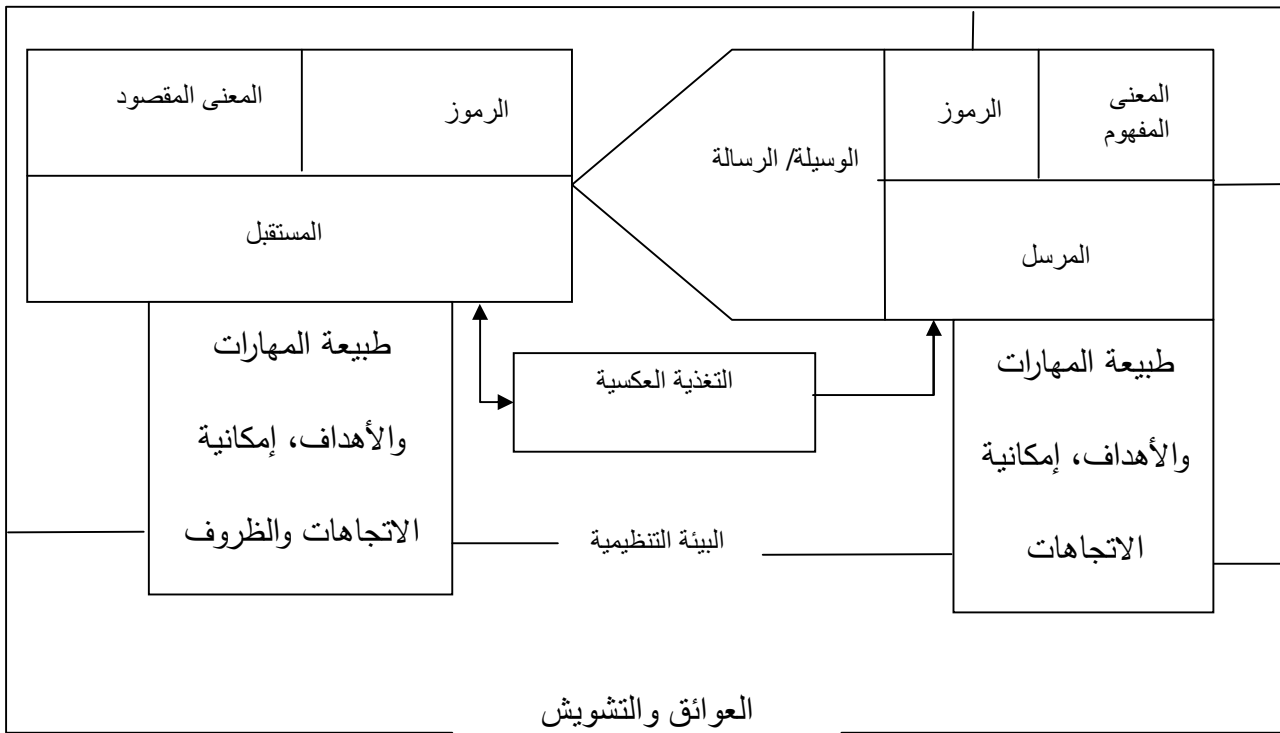 المعنى
المفهوم
الرموز
الوسيلة/ الرسالة
الرموز
المعنى المقصود
المرسل
المستقبل
طبيعة المهارات
والأهداف، إمكانية
الاتجاهات
التغذية العكسية
طبيعة المهارات
والأهداف، إمكانية
الاتجاهات والظروف
البيئة التنظيمية
العوائق والتشويش